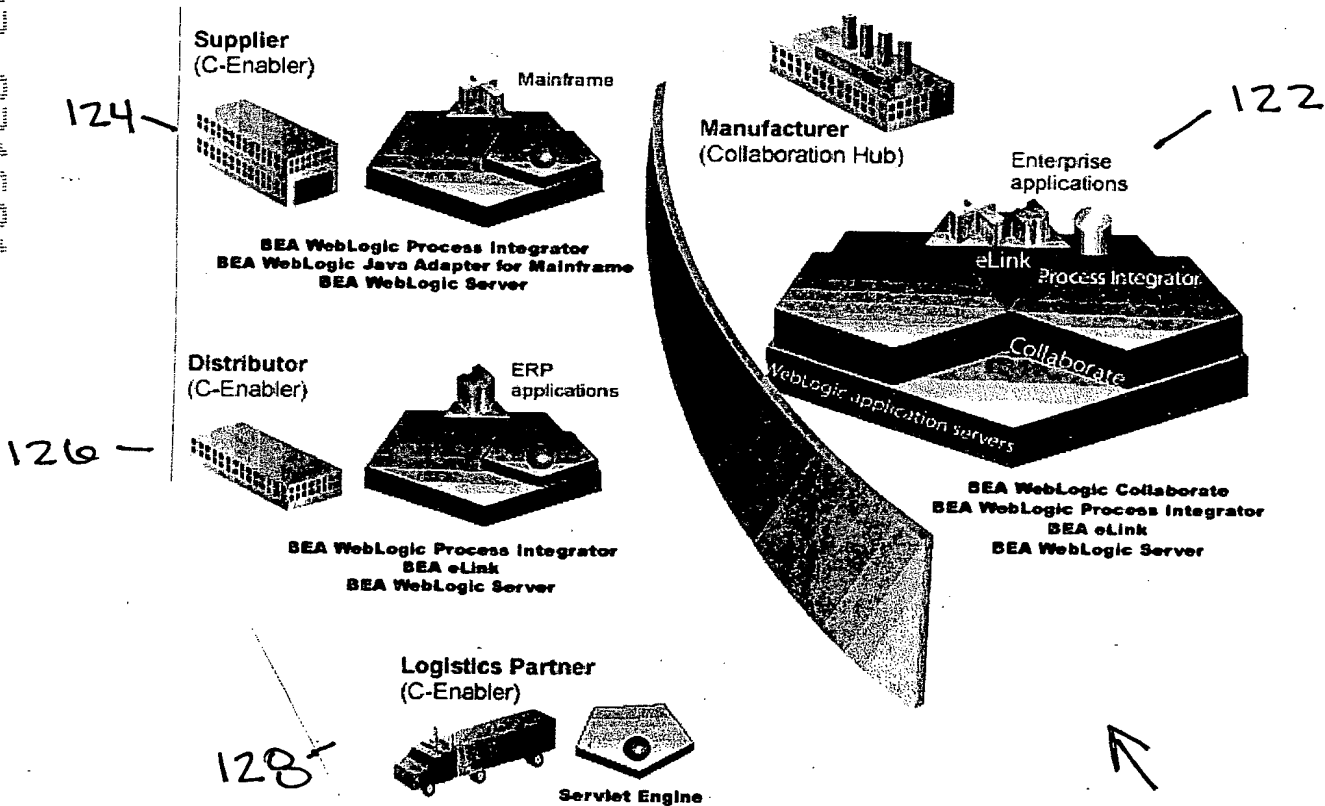 Supplier
(C-Enabler)
Mainframe
124
BEA WebLogic Process Integrator
BEA WebLogic Java Adapter for Mainframe
BEA WebLogic Server
Manufacturer
(Collaboration Hub)
122
Enterprise
applications
eLink
Process Integrator
Collaborate
WebLogic application servers
BEA WebLogic Collaborate
BEA WebLogic Process Integrator
BEA eLink
BEA WebLogic Server
Distributor
(C-Enabler)
ERP
applications
126
BEA WebLogic Process Integrator
BEA eLink
BEA WebLogic Server
Logistics Partner
(C-Enabler)
128
Servlet Engine